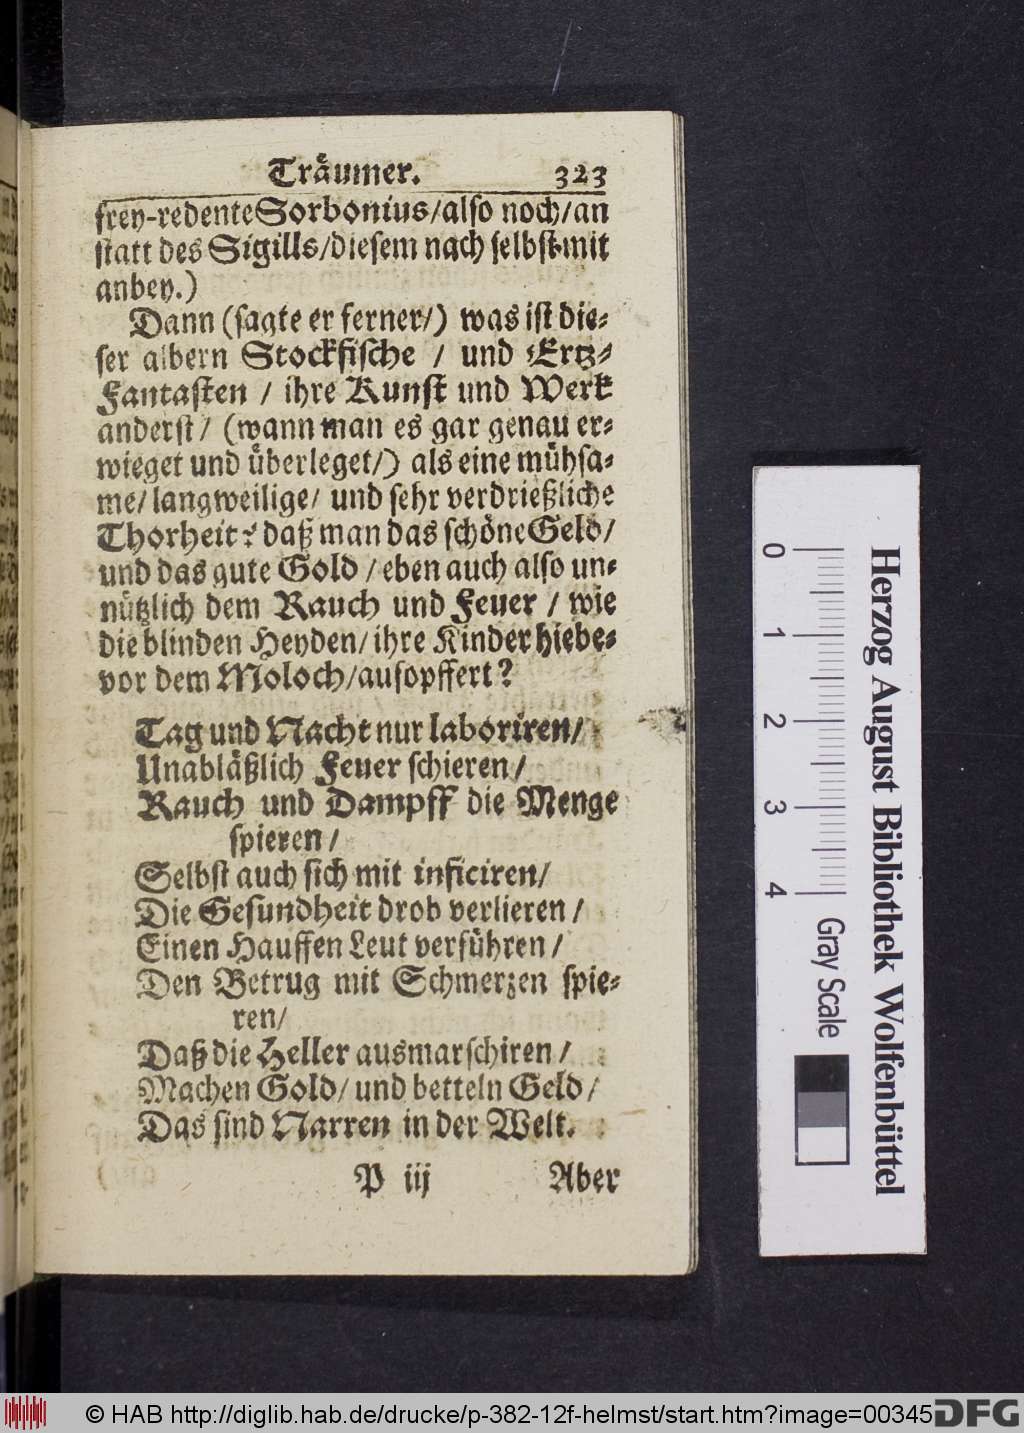 Träumer. 323
frey-redente Sorbonius/also noch/an
statt des Sigills/diesem nach selbst-mit
anbey.)
Dann (sagte er ferner/) was ist die-
ser albern Stockfische / und Ertz-
Fantasten / ihre Kunst und Werk
anderst / (wann man es gar genau er-
wieget und überleget/) als eine mühsa-
me/ langweilige/ und sehr verdrießliche
Thorheit? daß man das schöne Geld/
und das gute Gold / eben auch also un-
nützlich dem Rauch und Feuer / wie
die blinden Heyden/ ihre Kinder hiebe-
vor dem Moloch/aufopffert?
Tag und Nacht nur laboriren/
Unabläßlich Feuer schieren /
Rauch und Dampff die Menge
spieren /
Selbst auch sich mit inficiren/
Die Gesundheit drob verlieren /
Einen Hauffen Leut verführen /
Den Betrug mit Schmerzen spie-
ren/
Daß die Heller ausmarschiren /
Machen Gold/ und betteln Geld /
Das sind Narren in der Welt.
P iij Aber
0 1 2 3 4
Gray Scale
Herzog August Bibliothek Wolfenbüttel
© HAB http://diglib.hab.de/drucke/p-382-12f-helmst/start.htm?image=00345
DFG